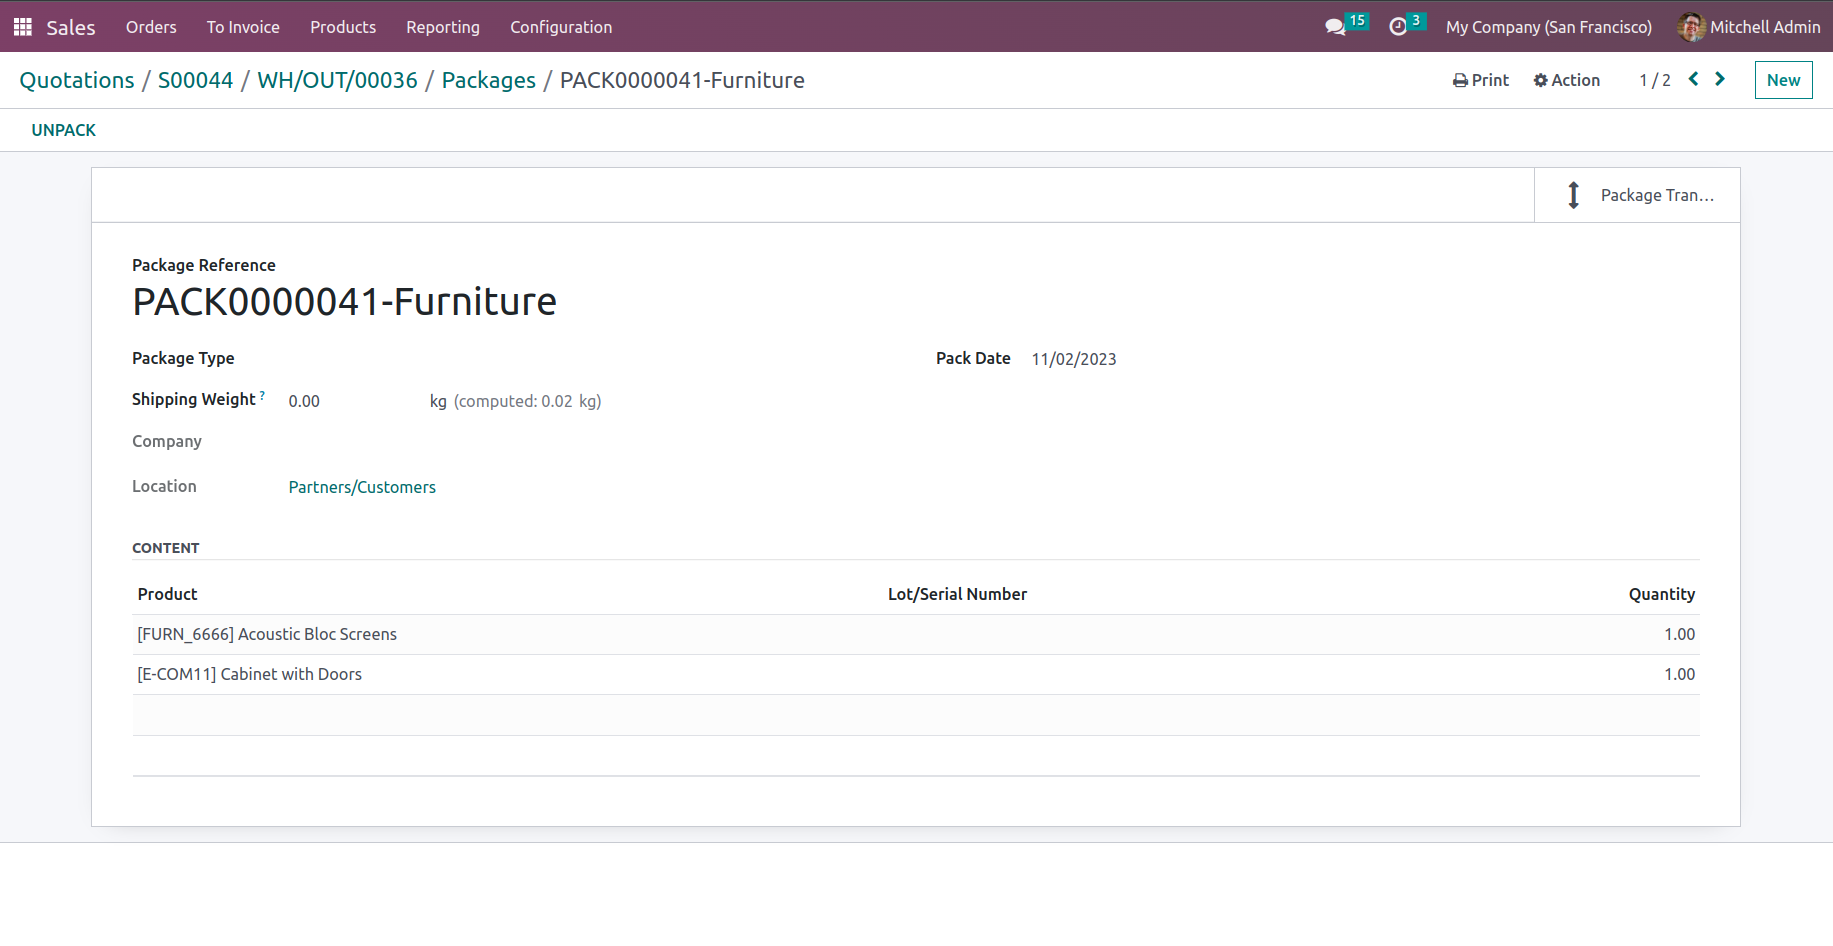 Sales Orders To Invoice Products Reporting Configuration 15 3 My Company (San Francisco) Mitchell Admin
Quotations / S00044 / WH/OUT/00036 / Packages / PACK0000041-Furniture Print Action 1 / 2 New
UNPACK
Package Tran...
Package Reference
PACK0000041-Furniture
Package Type Pack Date 11/02/2023
Shipping Weight ? 0.00 kg (computed: 0.02 kg)
Company
Location Partners/Customers
CONTENT
Product Lot/Serial Number Quantity
[FURN_6666] Acoustic Bloc Screens 1.00
[E-COM11] Cabinet with Doors 1.00